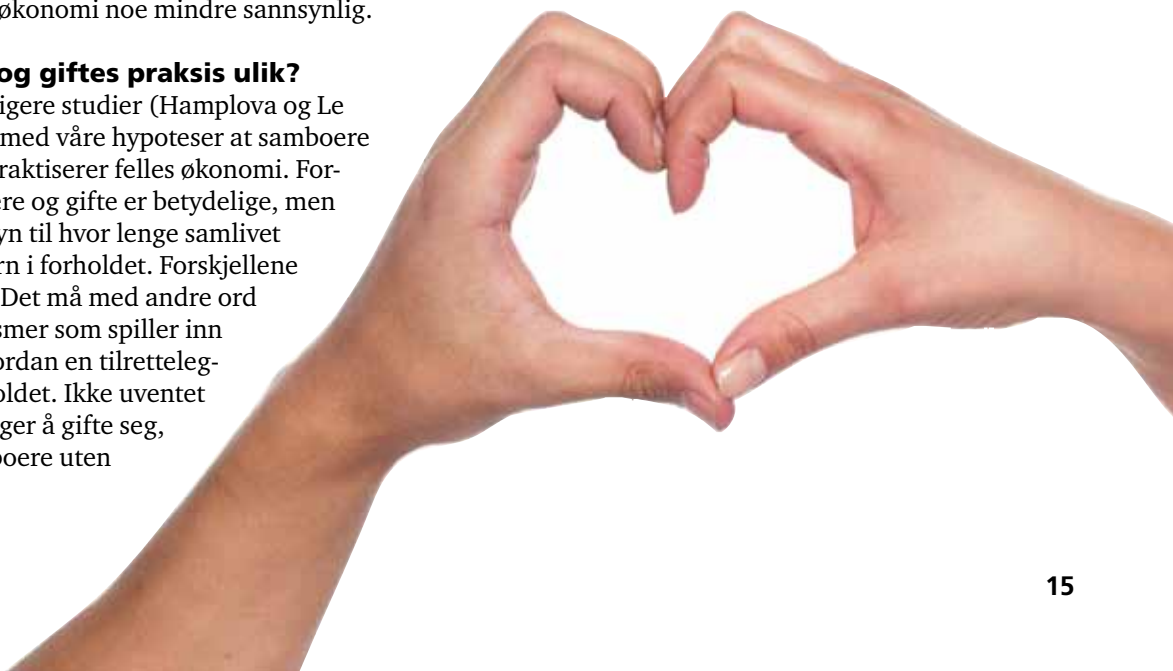 økonomi noe mindre sannsynlig.
og giftes praksis ulik?
igere studier (Hamplova og Le
med våre hypoteser at samboere
raktiserer felles økonomi. For-
ere og gifte er betydelige, men
yn til hvor lenge samlivet
rn i forholdet. Forskjellene
Det må med andre ord
smer som spiller inn
ordan en tilretteleg-
oldet. Ikke uventet
ger å gifte seg,
boere uten
15